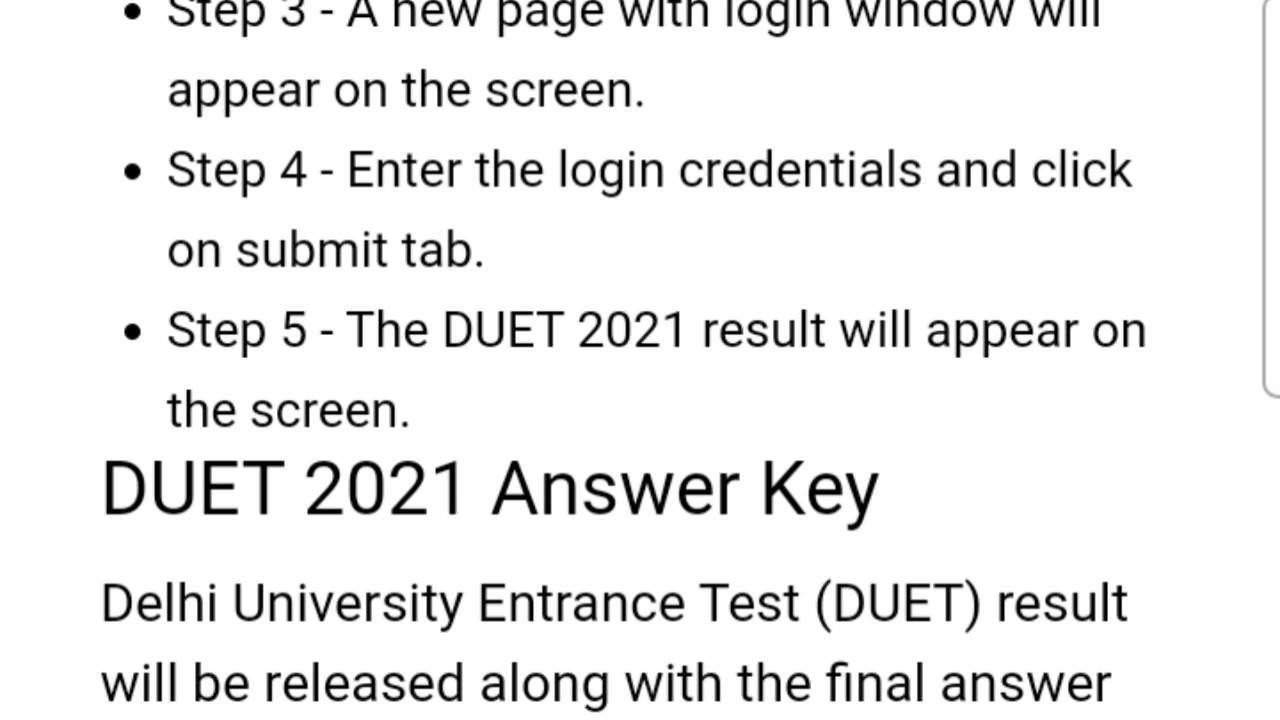 Step 3 - A new page with login window will
appear on the screen.
Step 4 - Enter the login credentials and click
on submit tab.
Step 5 - The DUET 2021 result will appear on
the screen.
DUET 2021 Answer Key
Delhi University Entrance Test (DUET) result
will be released along with the final answer